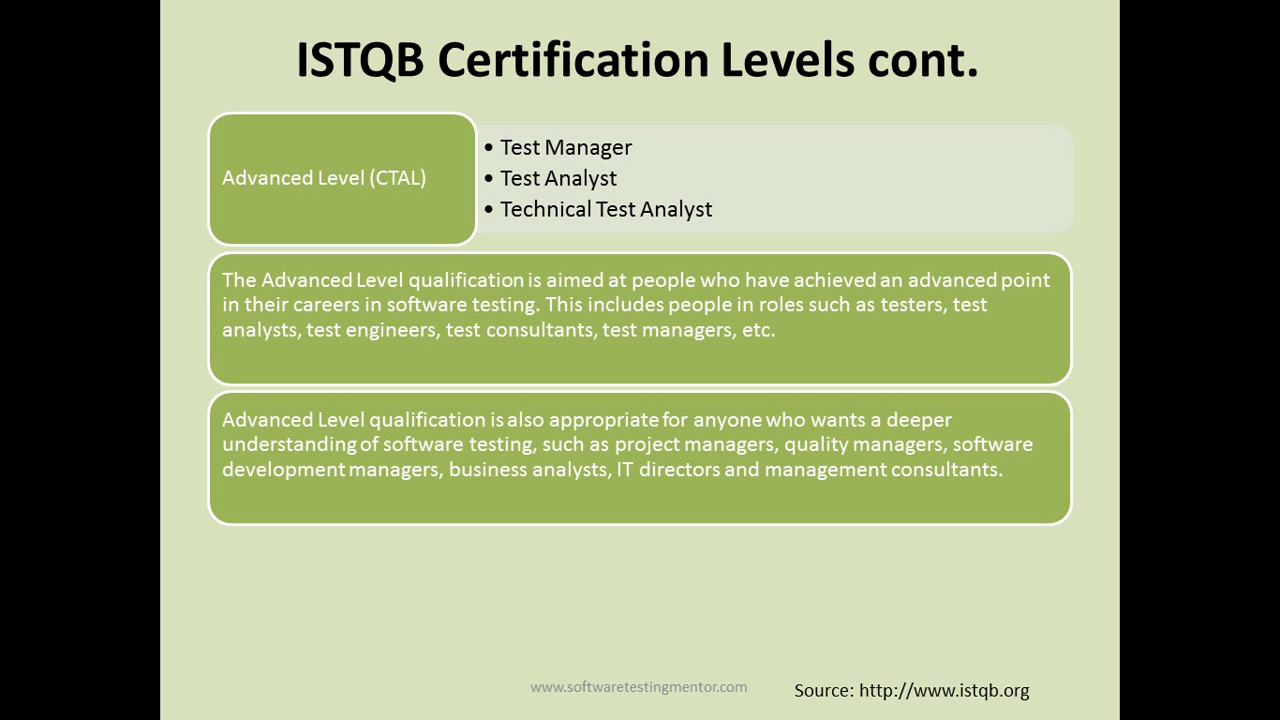 ISTQB Certification Levels cont.
Advanced Level (CTAL)
• Test Manager
• Test Analyst
• Technical Test Analyst
The Advanced Level qualification is aimed at people who have achieved an advanced point
in their careers in software testing. This includes people in roles such as testers, test
analysts, test engineers, test consultants, test managers, etc.
Advanced Level qualification is also appropriate for anyone who wants a deeper
understanding of software testing, such as project managers, quality managers, software
development managers, business analysts, IT directors and management consultants.
www.softwaretestingmentor.com
Source: http://www.istqb.org